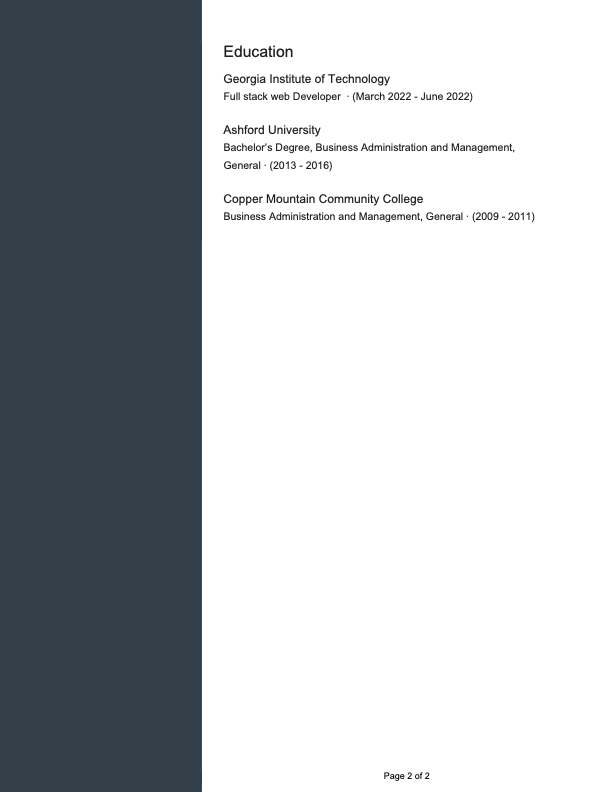 Education
Georgia Institute of Technology
Full stack web Developer · (March 2022 - June 2022)
Ashford University
Bachelor's Degree, Business Administration and Management,
General · (2013 - 2016)
Copper Mountain Community College
Business Administration and Management, General · (2009 - 2011)
Page 2 of 2